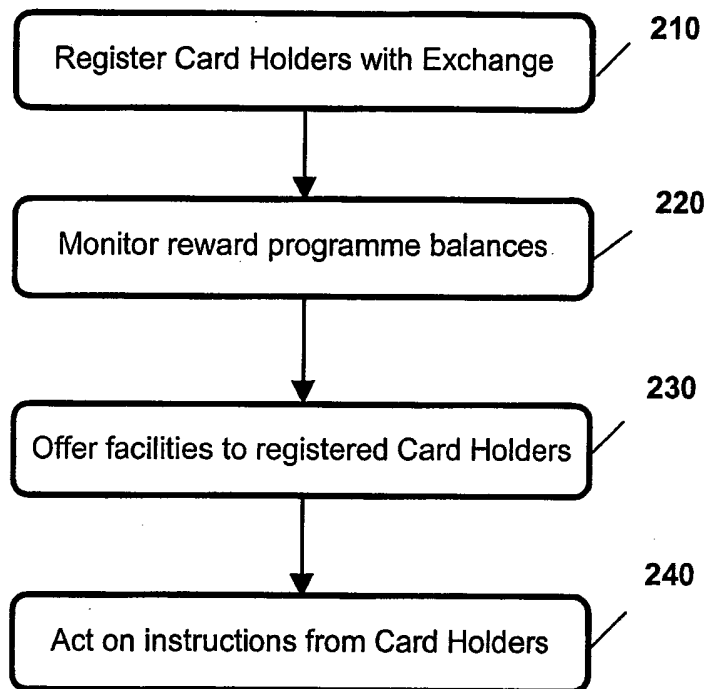 210
Register Card Holders with Exchange
220
Monitor reward programme balances
230
Offer facilities to registered Card Holders
240
Act on instructions from Card Holders